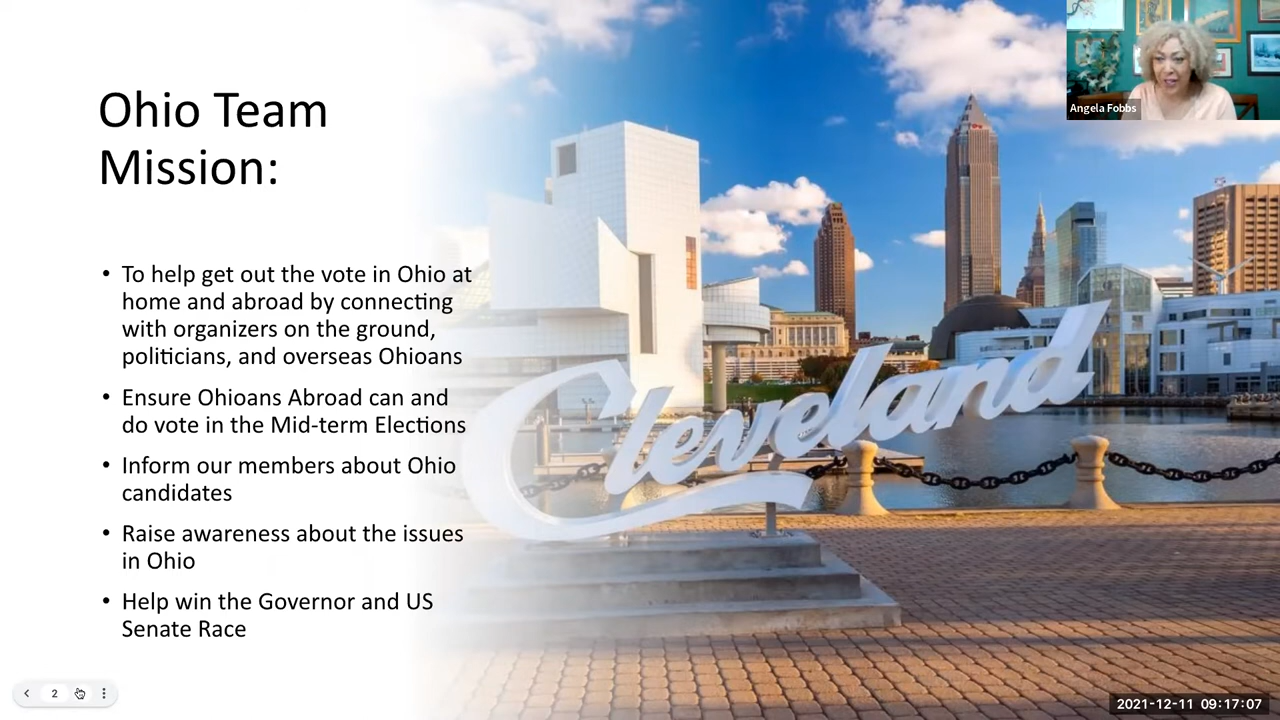 Ohio Team
Mission:
• To help get out the vote in Ohio at
home and abroad by connecting
with organizers on the ground,
politicians, and overseas Ohioans
• Ensure Ohioans Abroad can and
do vote in the Mid-term Elections
• Inform our members about Ohio
candidates
• Raise awareness about the issues
in Ohio
• Help win the Governor and US
Senate Race
Cleveland
Angela Fobbs
2
2021-12-11 09:17:07